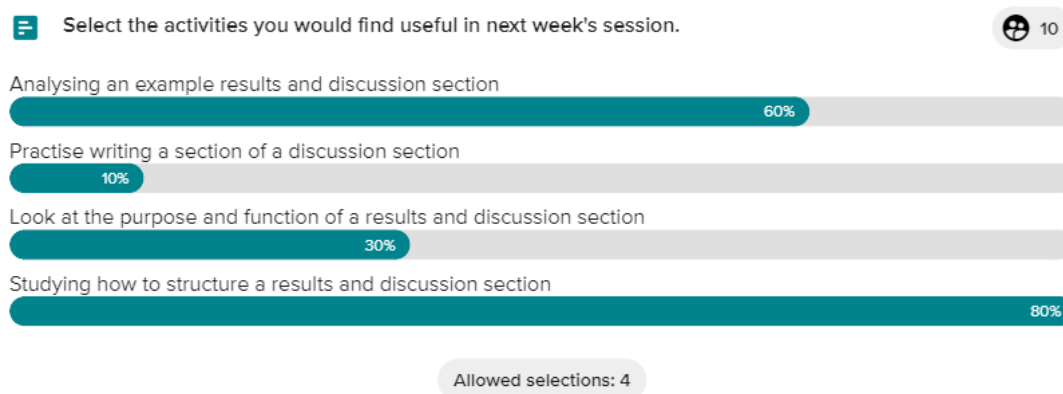 Select the activities you would find useful in next week's session.
10
Analysing an example results and discussion section
60%
Practise writing a section of a discussion section
10%
Look at the purpose and function of a results and discussion section
30%
Studying how to structure a results and discussion section
80%
Allowed selections: 4